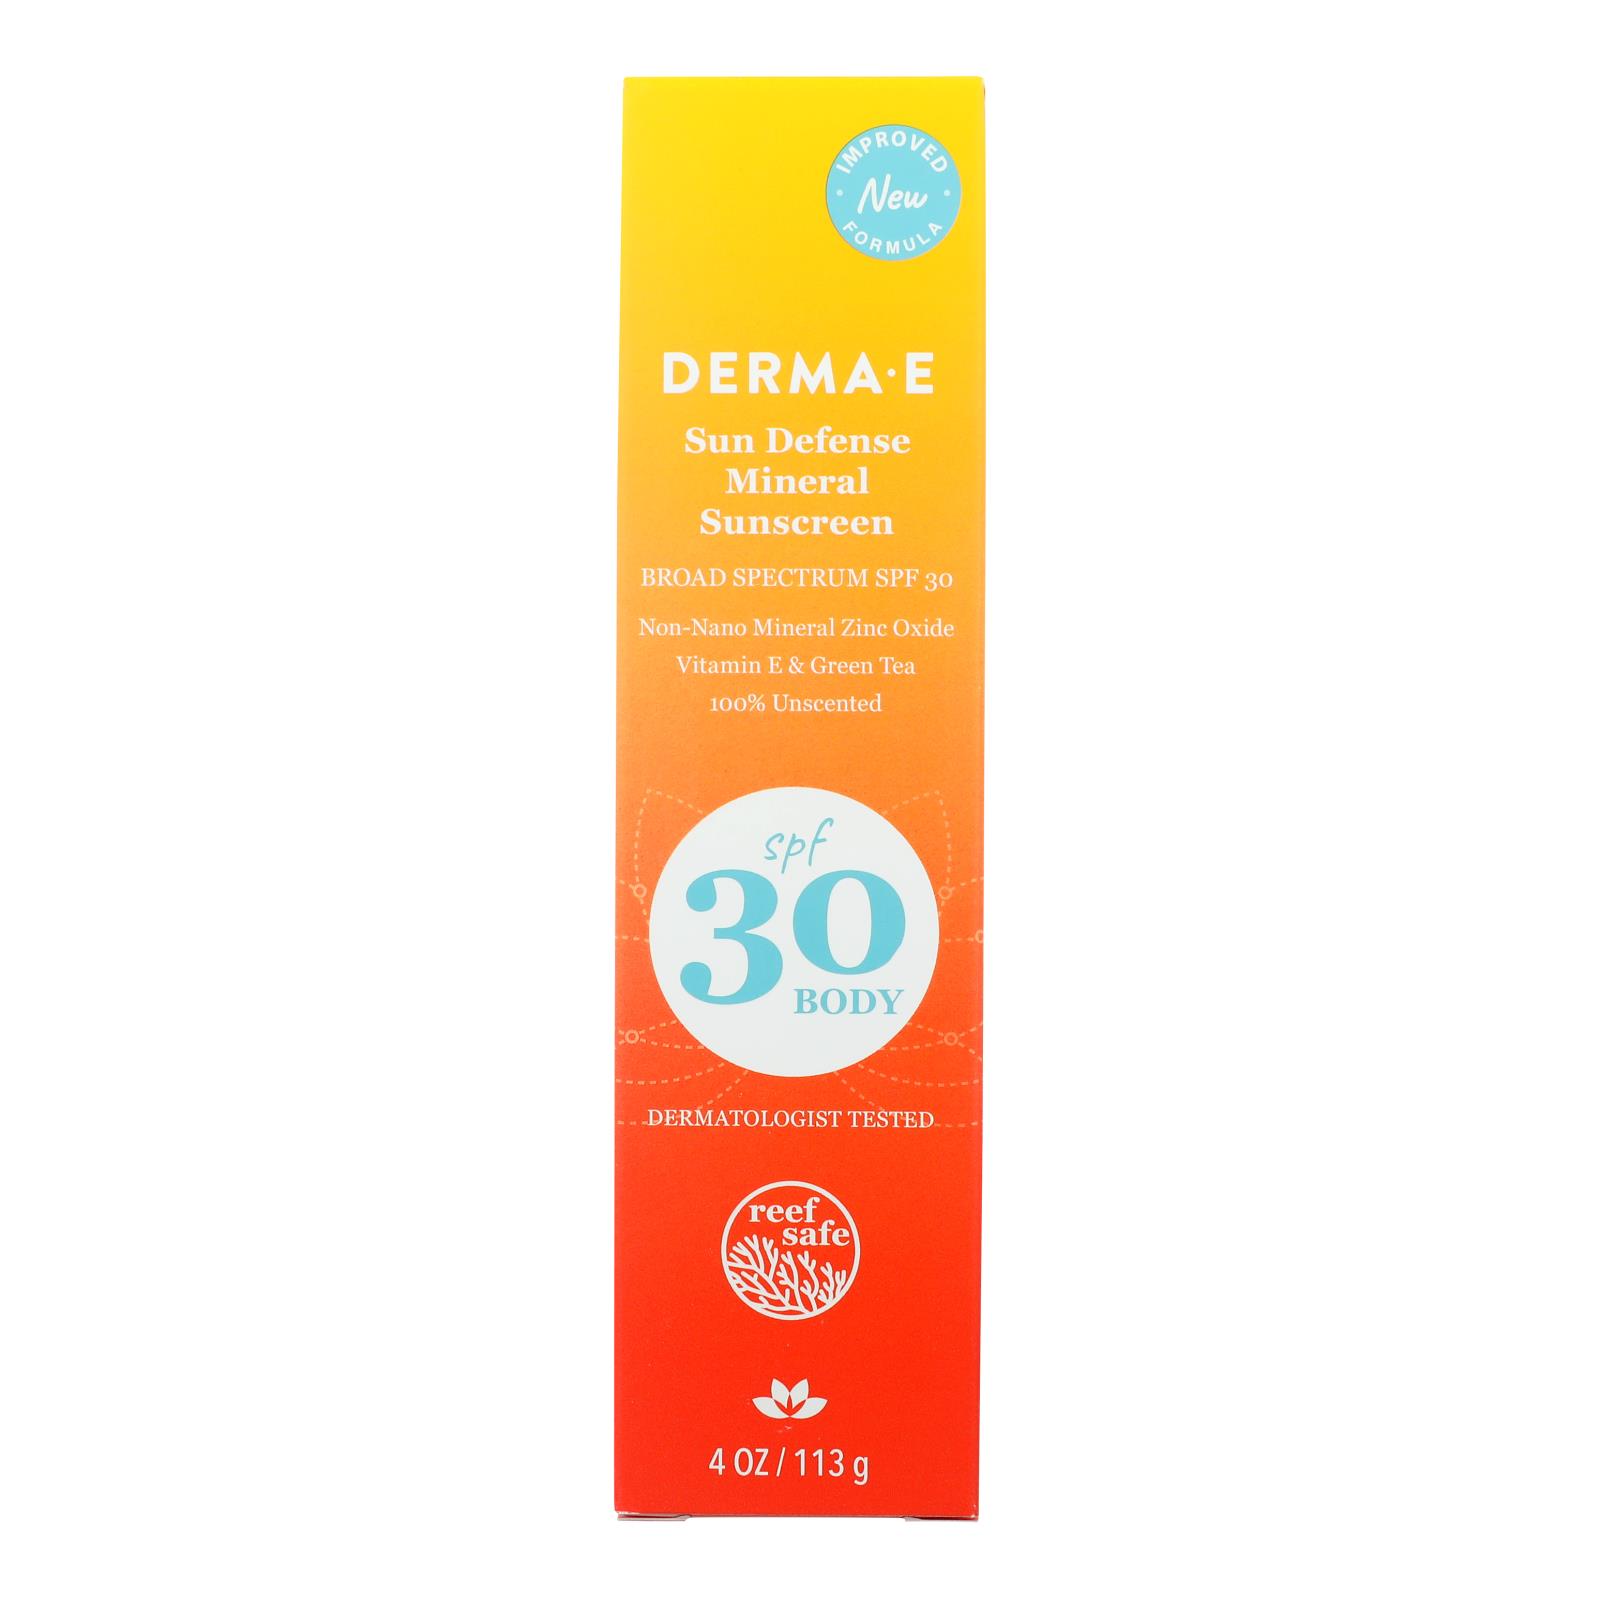 IMPROVED
New
FORMULA
DERMA·E
Sun Defense
Mineral
Sunscreen
BROAD SPECTRUM SPF 30
Non-Nano Mineral Zinc Oxide
Vitamin E & Green Tea
100% Unscented
spf
30
BODY
DERMATOLOGIST TESTED
reef
safe
4 OZ / 113 g